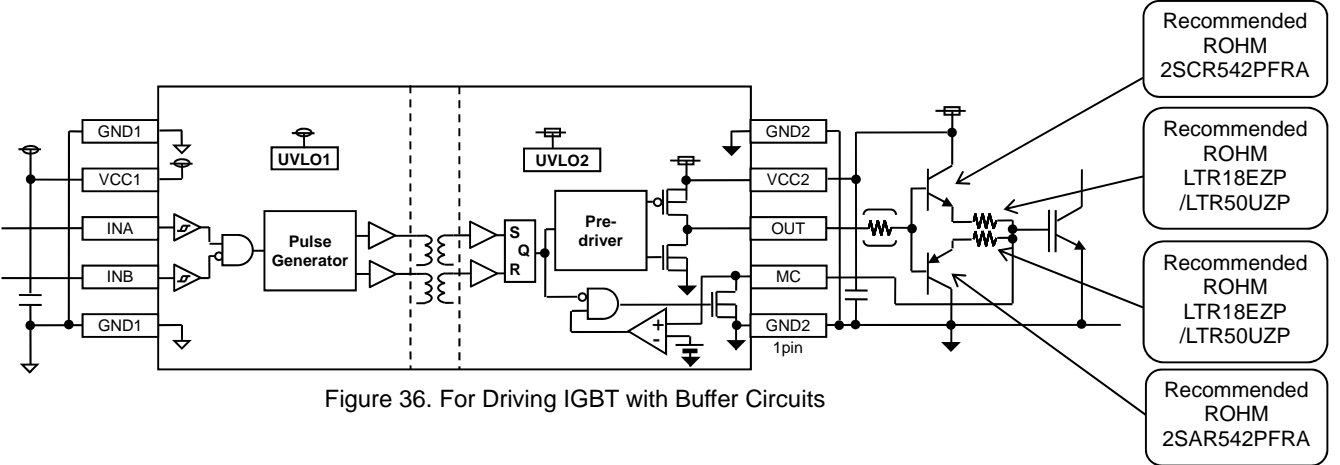 Recommended
ROHM
2SCR542PFRA
Recommended
ROHM
LTR18EZP
/LTR50UZP
Recommended
ROHM
LTR18EZP
/LTR50UZP
Recommended
ROHM
2SAR542PFRA
GND1
VCC1
INA
INB
GND1
UVLO1
UVLO2
Pulse
Generator
S
Q
R
Pre-
driver
+
-
GND2
VCC2
OUT
MC
GND2
1pin
Figure 36. For Driving IGBT with Buffer Circuits